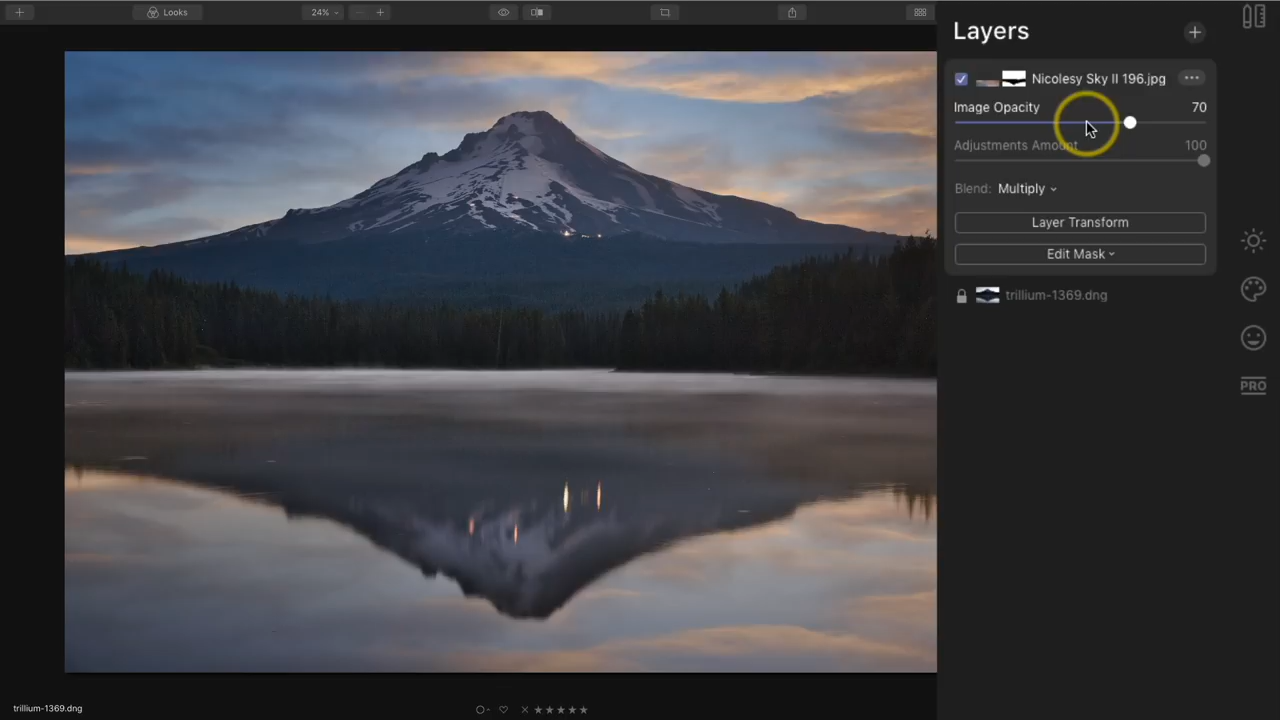 Looks
24%
Layers
Nicolesy Sky II 196.jpg
Image Opacity 70
Adjustments Amount 100
Blend: Multiply
Layer Transform
Edit Mask
trillium-1369.dng
PRO
trillium-1369.dng